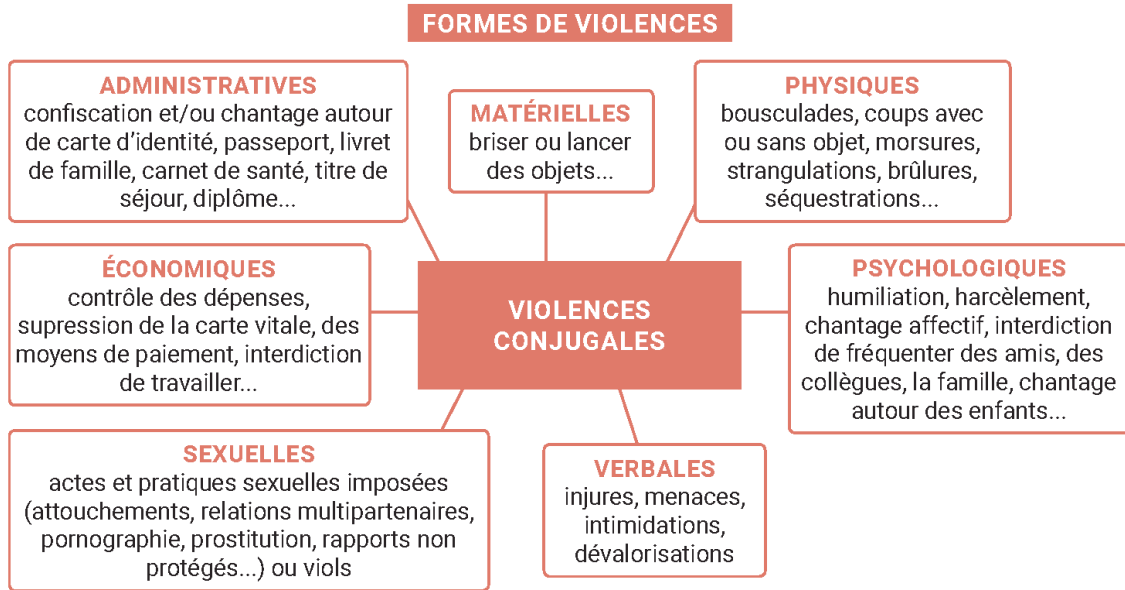 FORMES DE VIOLENCES
ADMINISTRATIVES
confiscation et/ou chantage autour
de carte d’identité, passeport, livret
de famille, carnet de santé, titre de
séjour, diplôme...
MATÉRIELLES
briser ou lancer
des objets...
PHYSIQUES
bousculades, coups avec
ou sans objet, morsures,
strangulations, brûlures,
séquestrations...
ÉCONOMIQUES
contrôle des dépenses,
supression de la carte vitale, des
moyens de paiement, interdiction
de travailler...
VIOLENCES
CONJUGALES
PSYCHOLOGIQUES
humiliation, harcèlement,
chantage affectif, interdiction
de fréquenter des amis, des
collègues, la famille, chantage
autour des enfants...
SEXUELLES
actes et pratiques sexuelles imposées
(attouchements, relations multipartenaires,
pornographie, prostitution, rapports non
protégés...) ou viols
VERBALES
injures, menaces,
intimidations,
dévalorisations